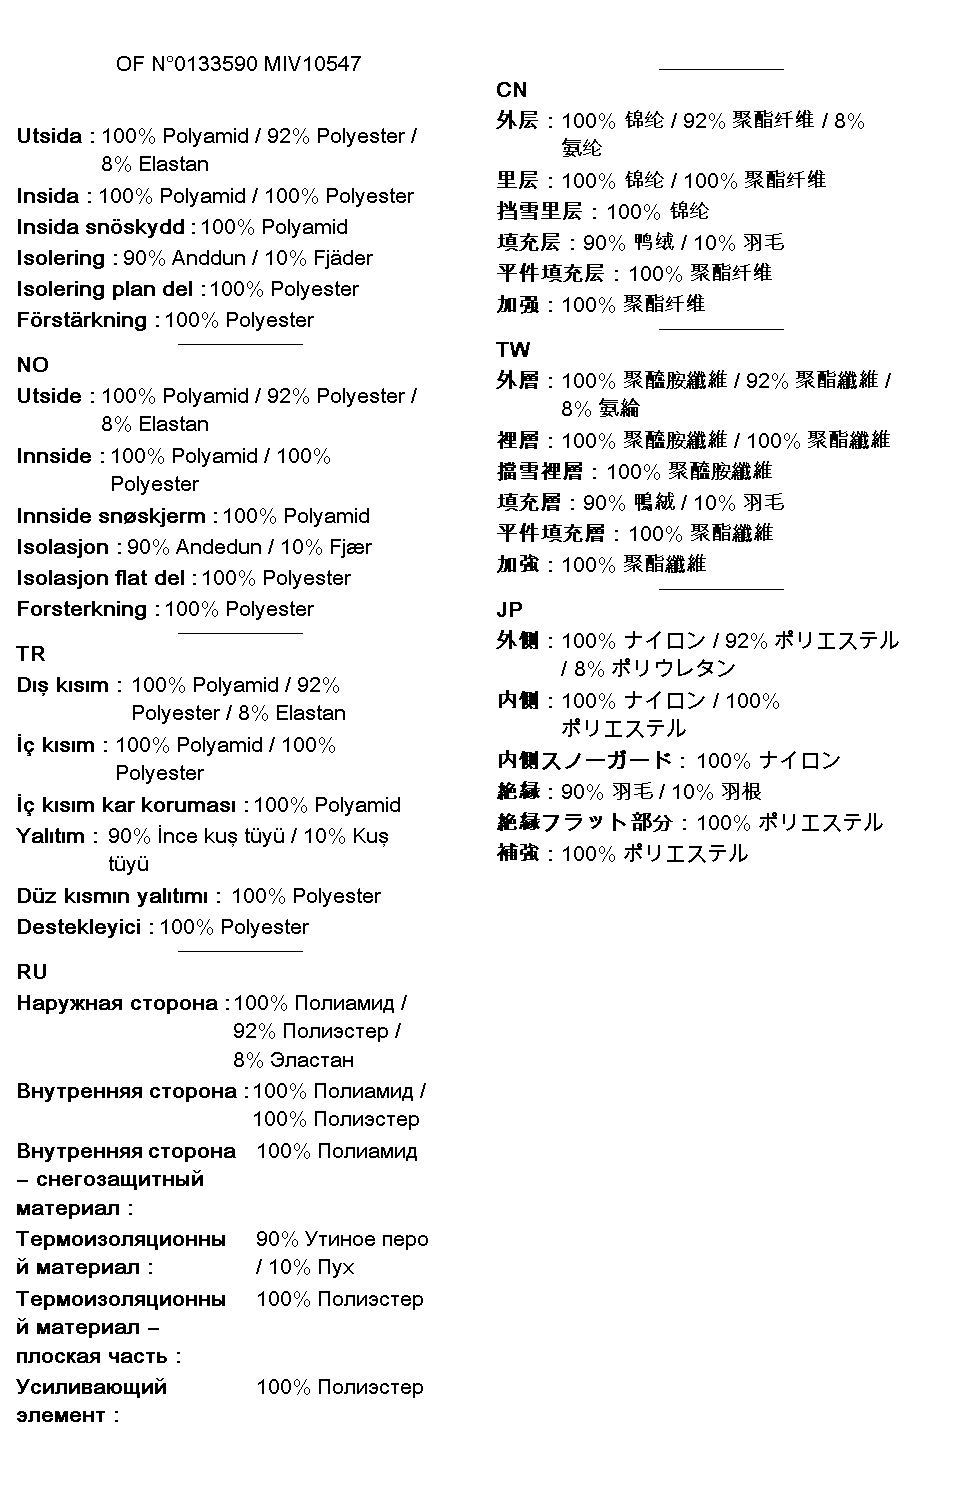 OF N°0133590 MIV10547
Utsida : 100% Polyamid / 92% Polyester /
8% Elastan
Insida : 100% Polyamid / 100% Polyester
Insida snöskydd : 100% Polyamid
Isolering : 90% Anddun / 10% Fjäder
Isolering plan del : 100% Polyester
Förstärkning : 100% Polyester
NO
Utside : 100% Polyamid / 92% Polyester /
8% Elastan
Innside : 100% Polyamid / 100%
Polyester
Innside snøskjerm : 100% Polyamid
Isolasjon : 90% Andedun / 10% Fjær
Isolasjon flat del : 100% Polyester
Forsterkning : 100% Polyester
TR
Dış kısım : 100% Polyamid / 92%
Polyester / 8% Elastan
İç kısım : 100% Polyamid / 100%
Polyester
İç kısım kar koruması : 100% Polyamid
Yalıtım : 90% İnce kuş tüyü / 10% Kuş
tüyü
Düz kısmın yalıtımı : 100% Polyester
Destekleyici : 100% Polyester
RU
Наружная сторона : 100% Полиамид /
92% Полиэстер /
8% Эластан
Внутренняя сторона : 100% Полиамид /
100% Полиэстер
Внутренняя сторона 100% Полиамид
– снегозащитный
материал :
Термоизоляционны 90% Утиное перо
й материал : / 10% Пух
Термоизоляционны 100% Полиэстер
й материал –
плоская часть :
Усиливающий 100% Полиэстер
элемент :
CN
外层 : 100% 锦纶 / 92% 聚酯纤维 / 8%
氨纶
里层 : 100% 锦纶 / 100% 聚酯纤维
挡雪里层 : 100% 锦纶
填充层 : 90% 鸭绒 / 10% 羽毛
平件填充层 : 100% 聚酯纤维
加强 : 100% 聚酯纤维
TW
外層 : 100% 聚醯胺纖維 / 92% 聚酯纖維 /
8% 氨綸
裡層 : 100% 聚醯胺纖維 / 100% 聚酯纖維
擋雪裡層 : 100% 聚醯胺纖維
填充層 : 90% 鴨絨 / 10% 羽毛
平件填充層 : 100% 聚酯纖維
加強 : 100% 聚酯纖維
JP
外側 : 100% ナイロン / 92% ポリエステル
/ 8% ポリウレタン
内側 : 100% ナイロン / 100%
ポリエステル
内側スノーガード : 100% ナイロン
絶縁 : 90% 羽毛 / 10% 羽根
絶縁フラット部分 : 100% ポリエステル
補強 : 100% ポリエステル